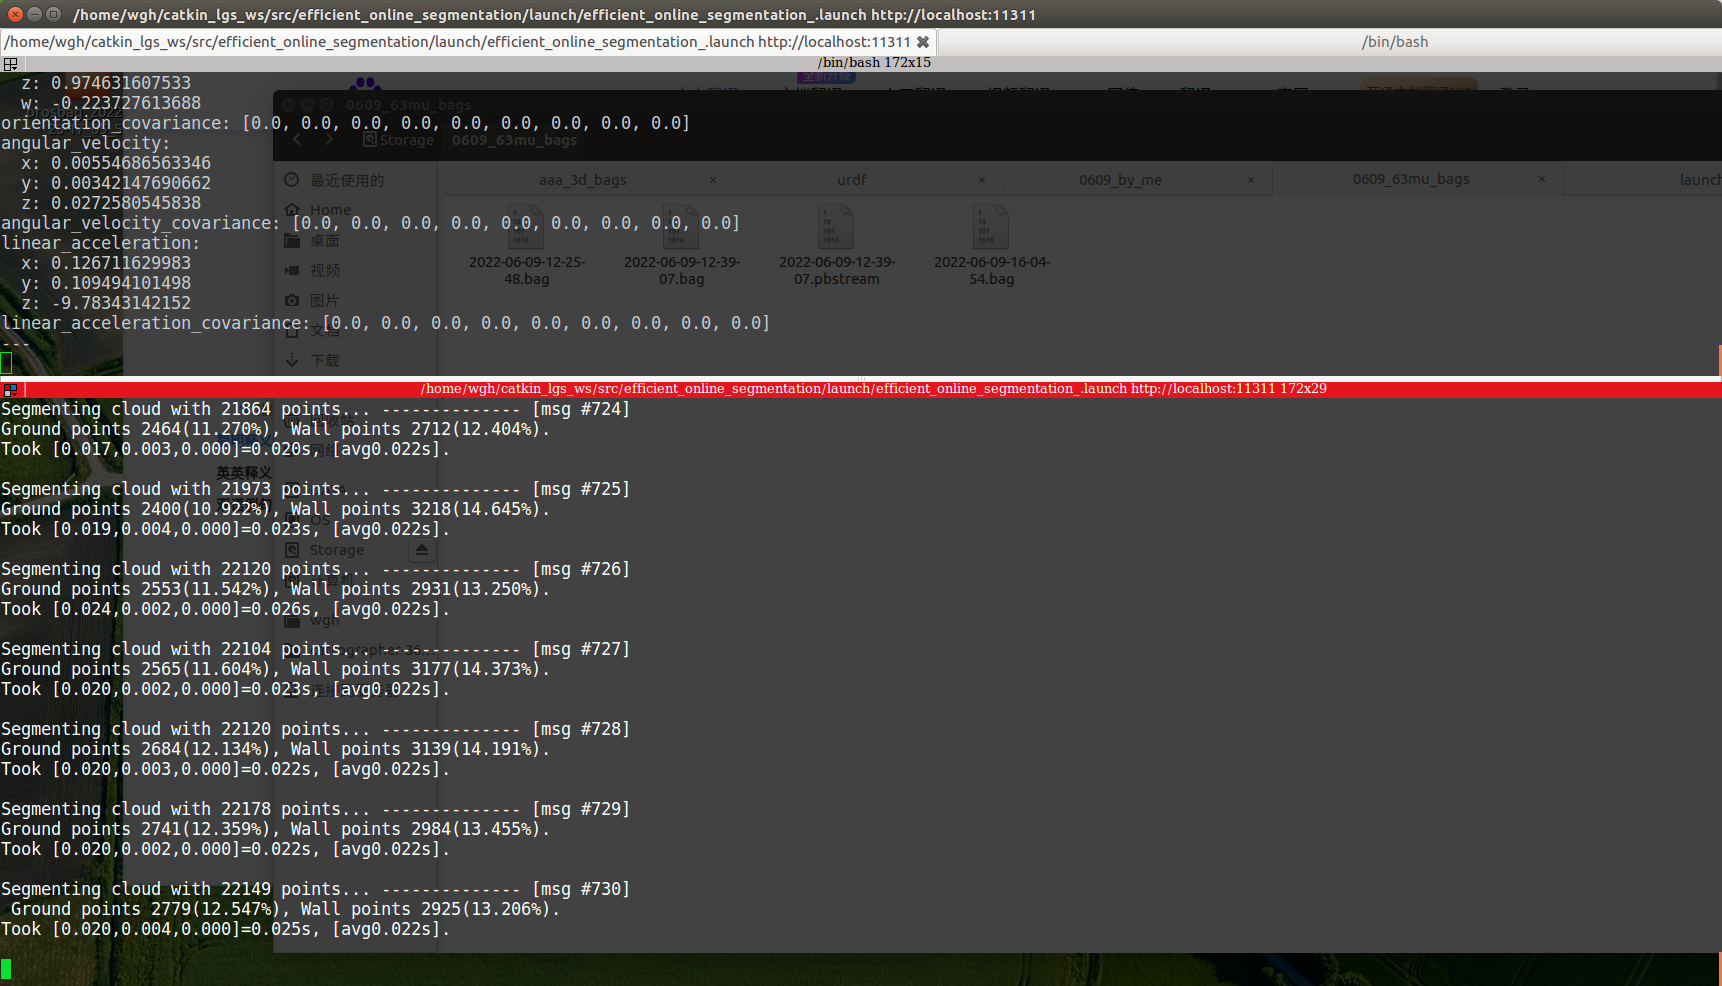 /home/wgh/catkin_lgs_ws/src/efficient_online_segmentation/launch/efficient_online_segmentation_.launch http://localhost:11311
/home/wgh/catkin_lgs_ws/src/efficient_online_segmentation/launch/efficient_online_segmentation_.launch http://localhost:11311
/bin/bash
/bin/bash 172x15
全新升级
z: 0.974631607533
w: -0.223727613688
0609_63mu_bags
orientation_covariance: [0.0, 0.0, 0.0, 0.0, 0.0, 0.0, 0.0, 0.0, 0.0]
angular_velocity:
Storage
0609_63mu_bags
x: 0.00554686563346
y: 0.00342147690662
z: 0.0272580545838
最近使用的
aaa_3d_bags
urdf
0609_by_me
0609_63mu_bags
launch
Home
angular_velocity_covariance: [0.0, 0.0, 0.0, 0.0, 0.0, 0.0, 0.0, 0.0, 0.0]
linear_acceleration:
桌面
x: 0.126711629983
y: 0.109494101498
z: -9.78343142152
视频
图片
2022-06-09-12-25-48.bag
2022-06-09-12-39-07.bag
2022-06-09-12-39-07.pbstream
2022-06-09-16-04-54.bag
linear_acceleration_covariance: [0.0, 0.0, 0.0, 0.0, 0.0, 0.0, 0.0, 0.0, 0.0]
文档
---
下载
/home/wgh/catkin_lgs_ws/src/efficient_online_segmentation/launch/efficient_online_segmentation_.launch http://localhost:11311 172x29
Segmenting cloud with 21864 points... -------------- [msg #724]
Ground points 2464(11.270%), Wall points 2712(12.404%).
Took [0.017,0.003,0.000]=0.020s, [avg0.022s].
英英释义
Segmenting cloud with 21973 points... -------------- [msg #725]
Ground points 2400(10.922%), Wall points 3218(14.645%).
Took [0.019,0.004,0.000]=0.023s, [avg0.022s].
OS
Storage
Segmenting cloud with 22120 points... -------------- [msg #726]
Ground points 2553(11.542%), Wall points 2931(13.250%).
Took [0.024,0.002,0.000]=0.026s, [avg0.022s].
wgh
Segmenting cloud with 22104 points... -------------- [msg #727]
Ground points 2565(11.604%), Wall points 3177(14.373%).
Took [0.020,0.002,0.000]=0.023s, [avg0.022s].
Segmenting cloud with 22120 points... -------------- [msg #728]
Ground points 2684(12.134%), Wall points 3139(14.191%).
Took [0.020,0.003,0.000]=0.022s, [avg0.022s].
Segmenting cloud with 22178 points... -------------- [msg #729]
Ground points 2741(12.359%), Wall points 2984(13.455%).
Took [0.020,0.002,0.000]=0.022s, [avg0.022s].
Segmenting cloud with 22149 points... -------------- [msg #730]
Ground points 2779(12.547%), Wall points 2925(13.206%).
Took [0.020,0.004,0.000]=0.025s, [avg0.022s].